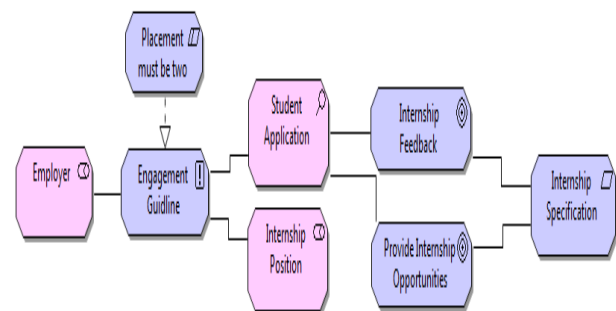 Placement
must be two
Student
Application
Internship
Feedback
Employer
Engagement
Guidline
Internship
Specification
Internship
Position
Provide Internship
Opportunities